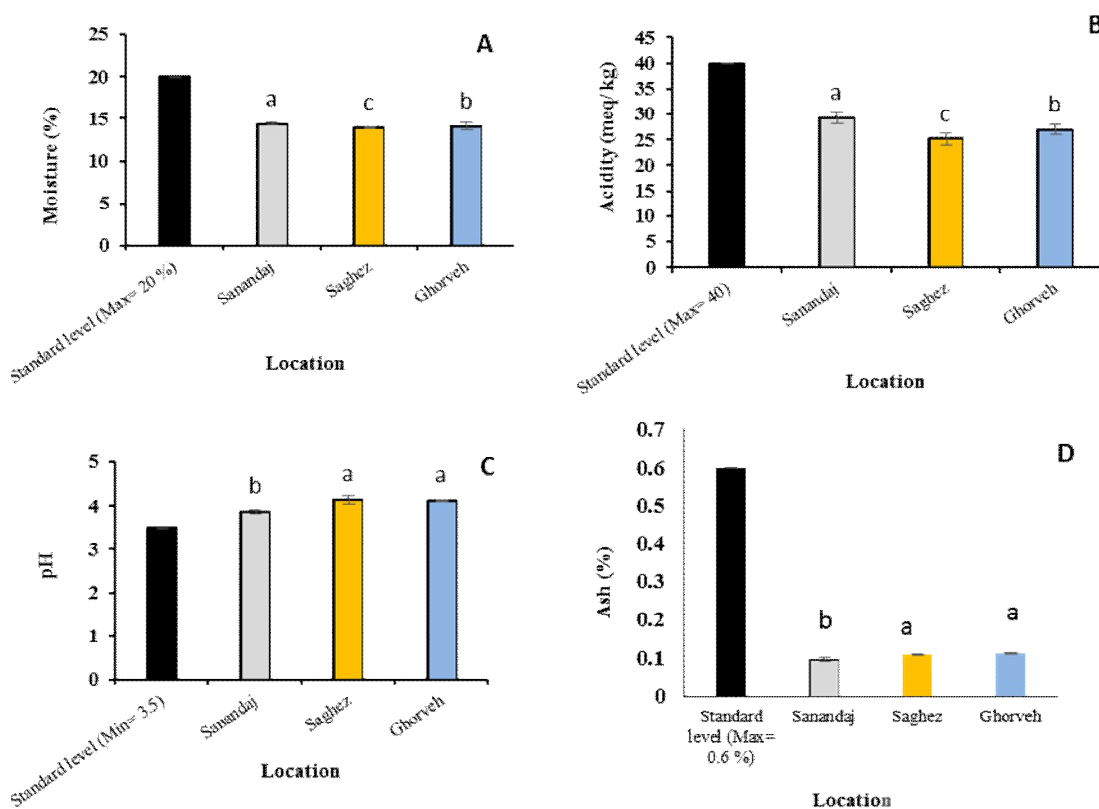 A
25
20
15
10
5
0
Moisture (%)
a
c
b
Standard level (Max= 20 %)
Sanandaj
Saghez
Ghorveh
Location
B
45
40
35
30
25
20
15
10
5
0
Acidity (meq/ kg)
a
c
b
Standard level (Max= 40)
Sanandaj
Saghez
Ghorveh
Location
C
5
4
3
2
1
0
pH
b
a
a
Standard level (Min= 3.5)
Sanandaj
Saghez
Ghorveh
Location
D
0.7
0.6
0.5
0.4
0.3
0.2
0.1
0
Ash (%)
b
a
a
Standard
level (Max=
0.6 %)
Sanandaj
Saghez
Ghorveh
Location